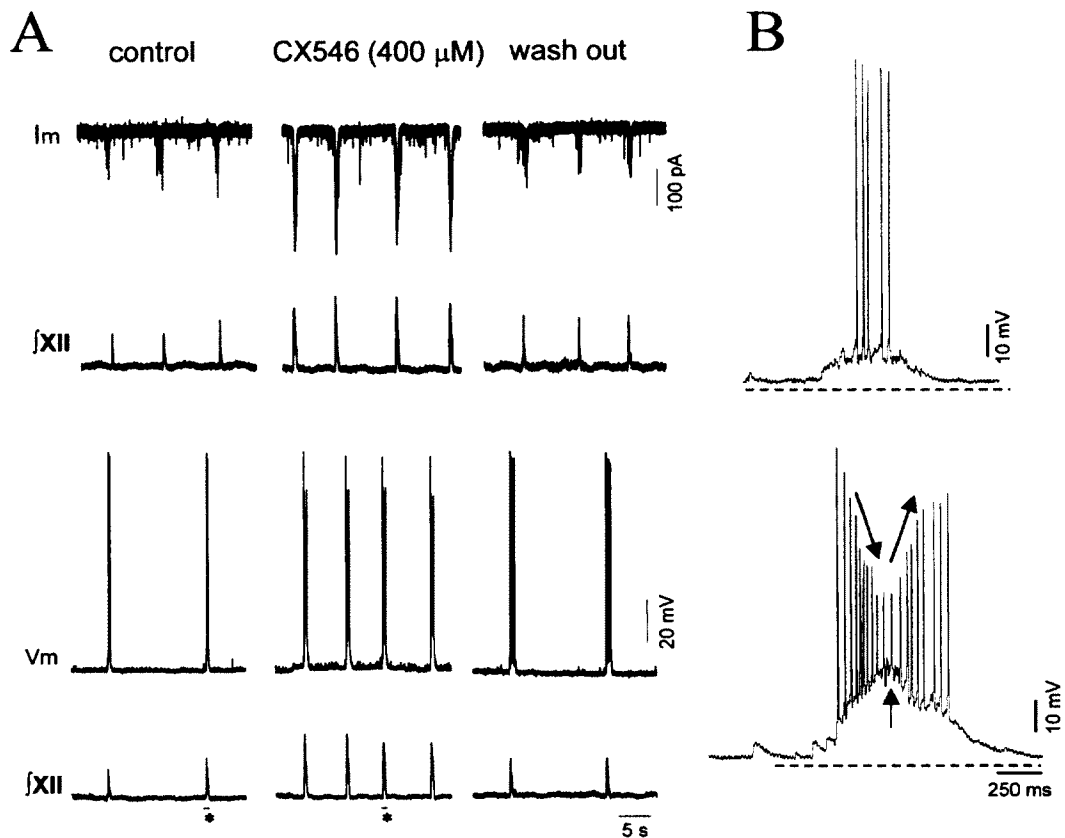 A
B
control
CX546 (400 μM)
wash out
Im
100 pA
∫XII
10 mV
Vm
20 mV
10 mV
∫XII
*
*
5 s
250 ms